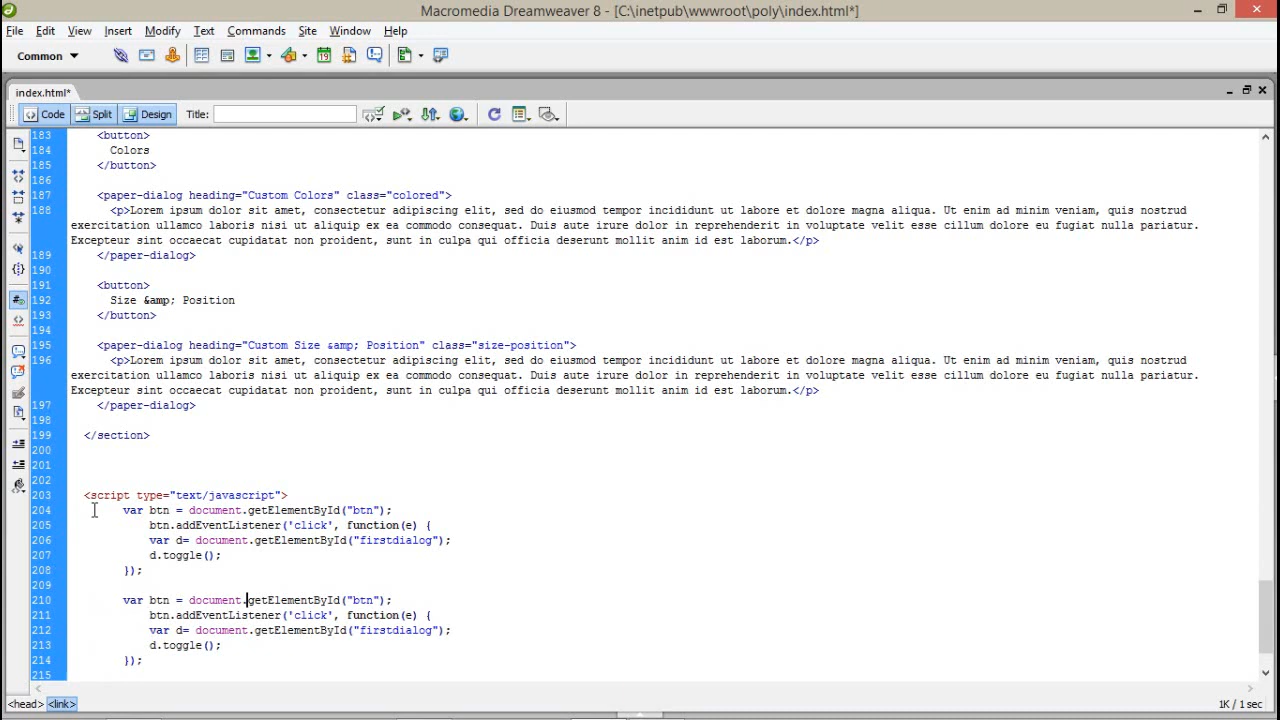 Macromedia Dreamweaver 8 - [C:\inetpub\wwwroot\poly\index.html*]
File Edit View Insert Modify Text Commands Site Window Help
Common
index.html*
Code Split Design Title:
183 <button>
184 Colors
185 </button>
186
187 <paper-dialog heading="Custom Colors" class="colored">
188 <p>Lorem ipsum dolor sit amet, consectetur adipiscing elit, sed do eiusmod tempor incididunt ut labore et dolore magna aliqua. Ut enim ad minim veniam, quis nostrud
exercitation ullamco laboris nisi ut aliquip ex ea commodo consequat. Duis aute irure dolor in reprehenderit in voluptate velit esse cillum dolore eu fugiat nulla pariatur.
Excepteur sint occaecat cupidatat non proident, sunt in culpa qui officia deserunt mollit anim id est laborum.</p>
189 </paper-dialog>
190
191 <button>
192 Size &amp; Position
193 </button>
194
195 <paper-dialog heading="Custom Size &amp; Position" class="size-position">
196 <p>Lorem ipsum dolor sit amet, consectetur adipiscing elit, sed do eiusmod tempor incididunt ut labore et dolore magna aliqua. Ut enim ad minim veniam, quis nostrud
exercitation ullamco laboris nisi ut aliquip ex ea commodo consequat. Duis aute irure dolor in reprehenderit in voluptate velit esse cillum dolore eu fugiat nulla pariatur.
Excepteur sint occaecat cupidatat non proident, sunt in culpa qui officia deserunt mollit anim id est laborum.</p>
197 </paper-dialog>
198
199 </section>
200
201
202
203 <script type="text/javascript">
204 var btn = document.getElementById("btn");
205 btn.addEventListener('click', function(e) {
206 var d= document.getElementById("firstdialog");
207 d.toggle();
208 });
209
210 var btn = document.getElementById("btn");
211 btn.addEventListener('click', function(e) {
212 var d= document.getElementById("firstdialog");
213 d.toggle();
214 });
215
<head> <link> 1K / 1 sec